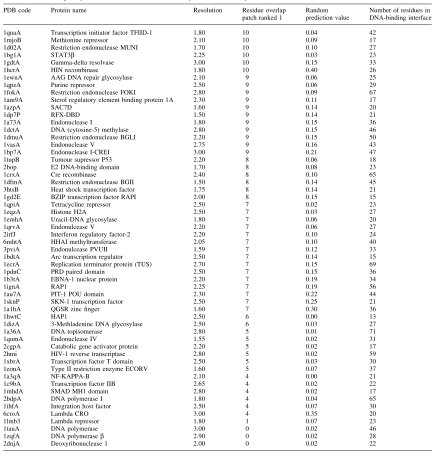 PDB code Protein name Resolution Residue overlap patch ranked 1 Random prediction value Number of residues in DNA-binding interface
1qnaA Transcription initiator factor TFIID-1 1.80 10 0.04 42
1mjoB Methionine repressor 2.10 10 0.09 17
1d02A Restriction endonuclease MUNI 1.70 10 0.10 27
1bg1A STAT3β 2.25 10 0.03 23
1gdtA Gamma-delta resolvase 3.00 10 0.15 33
1hcrA HIN recombinase 1.80 10 0.40 26
1ewnA AAG DNA repair glycosylase 2.10 9 0.06 25
1qpzA Purine repressor 2.50 9 0.06 29
1fokA Restriction endonuclease FOKI 2.80 9 0.09 67
1am9A Sterol regulatory element binding protein 1A 2.30 9 0.11 17
1azpA SAC7D 1.60 9 0.14 20
1dp7P RFX-DBD 1.50 9 0.14 21
1a73A Endonuclease I 1.80 9 0.15 36
1dctA DNA (cytosine-5) methylase 2.80 9 0.15 46
1dmuA Restriction endonuclease BGLI 2.20 9 0.15 50
1vasA Endonuclease V 2.75 9 0.16 43
1bp7A Endonuclease I-CREI 3.00 9 0.21 47
1tupB Tumour supressor P53 2.20 8 0.06 18
2bop E2 DNA-binding domain 1.70 8 0.08 23
1crxA Cre recombinase 2.40 8 0.10 65
1dfmA Restriction endonuclease BGII 1.50 8 0.14 45
3htsB Heat shock transcription factor 1.75 8 0.14 21
1gd2E BZIP transcription factor RAP1 2.00 8 0.15 15
1qpiA Tetracycline repressor 2.50 7 0.02 23
1eqzA Histone H2A 2.50 7 0.03 27
1emhA Uracil-DNA glycosylase 1.80 7 0.06 20
1qrvA Endonuclease V 2.20 7 0.06 27
2irfJ Interferon regulatory factor-2 2.20 7 0.10 24
6mhtA HHAI methyltransferase 2.05 7 0.10 40
3pviA Endonuclease PVUII 1.59 7 0.12 33
1bdtA Arc transcription regulator 2.50 7 0.14 15
1ecrA Replication terminator protein (TUS) 2.70 7 0.15 69
1pdnC PRD paired domain 2.50 7 0.15 36
1b3tA EBNA-1 nuclear protein 2.20 7 0.19 34
1ignA RAP1 2.25 7 0.19 56
1au7A PIT-1 POU domain 2.30 7 0.22 44
1sknP SKN-1 transcription factor 2.50 7 0.25 21
1a1hA QGSR zinc finger 1.60 7 0.30 36
1hwtC HAP1 2.50 6 0.00 13
1dizA 3-Methladenine DNA glycosylase 2.50 6 0.03 27
1a36A DNA topisomerase 2.80 5 0.01 71
1qumA Endonuclease IV 1.55 5 0.02 31
2cgpA Catabolic gene activator protein 2.20 5 0.02 17
2hmi HIV-1 reverse transcriptase 2.80 5 0.02 59
1xbrA Transcription factor T domain 2.50 5 0.03 30
1eonA Type II restriction enzyme ECORV 1.60 5 0.07 37
1a3qA NF-KAPPA-B 2.10 4 0.00 21
1c9bA Transcription factor IIB 2.65 4 0.02 22
1mhdA SMAD MH1 domain 2.80 4 0.02 17
2bdpA DNA polymerase I 1.80 4 0.04 65
1ihfA Integration host factor 2.50 4 0.07 30
6croA Lambda CRO 3.00 4 0.35 20
1lmb3 Lambda repressor 1.80 1 0.07 23
1tauA DNA polymerase 3.00 0 0.02 46
1zqfA DNA polymerase β 2.90 0 0.02 28
2dnjA Deoxyribonuclease 1 2.00 0 0.02 22